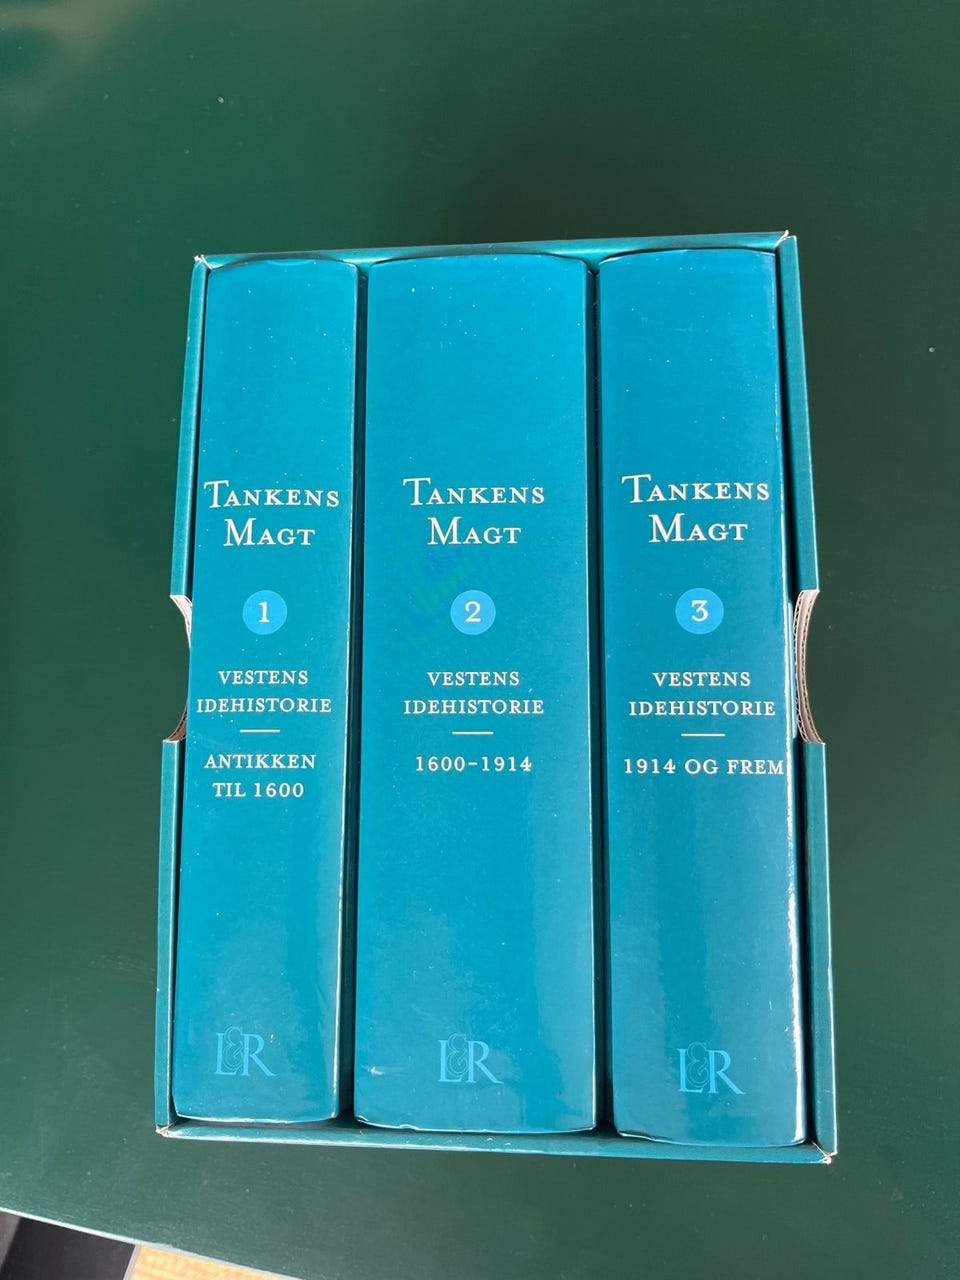 TANKENS
MAGT
1
VESTENS
IDEHISTORIE
ANTIKKEN
TIL 1600
L&R
TANKENS
MAGT
2
VESTENS
IDEHISTORIE
1600–1914
L&R
TANKENS
MAGT
3
VESTENS
IDEHISTORIE
1914 OG FREM
L&R